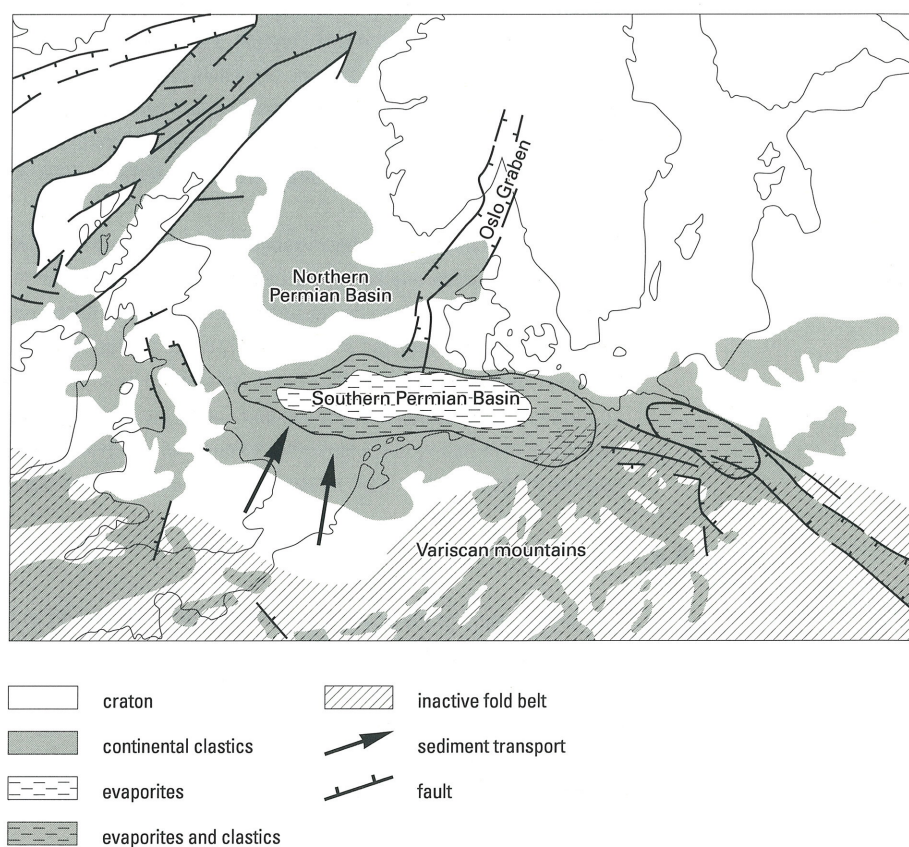 Oslo Graben
Northern
Permian Basin
Southern Permian Basin
Variscan mountains
craton
inactive fold belt
continental clastics
sediment transport
evaporites
fault
evaporites and clastics